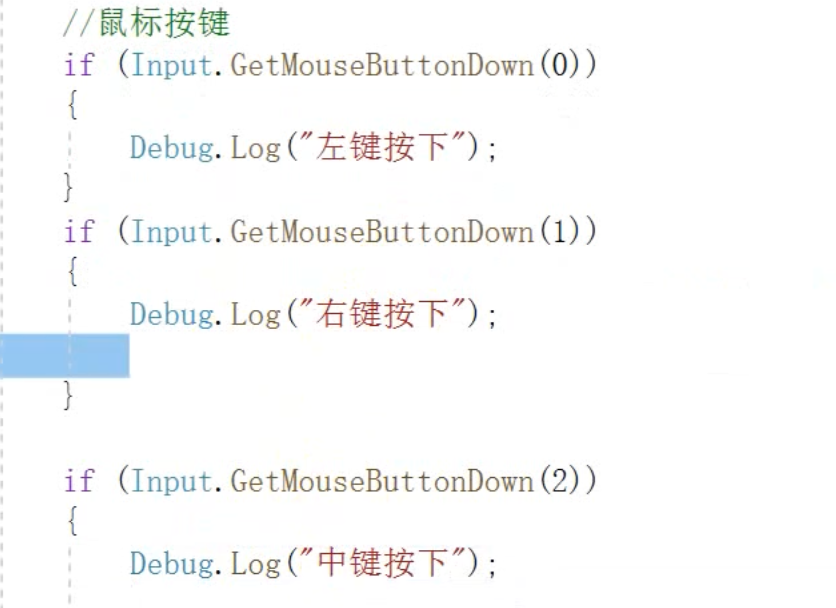 //鼠标按键
if (Input.GetMouseButtonDown(0))
{
Debug.Log("左键按下");
}
if (Input.GetMouseButtonDown(1))
{
Debug.Log("右键按下");
}
if (Input.GetMouseButtonDown(2))
{
Debug.Log("中键按下");